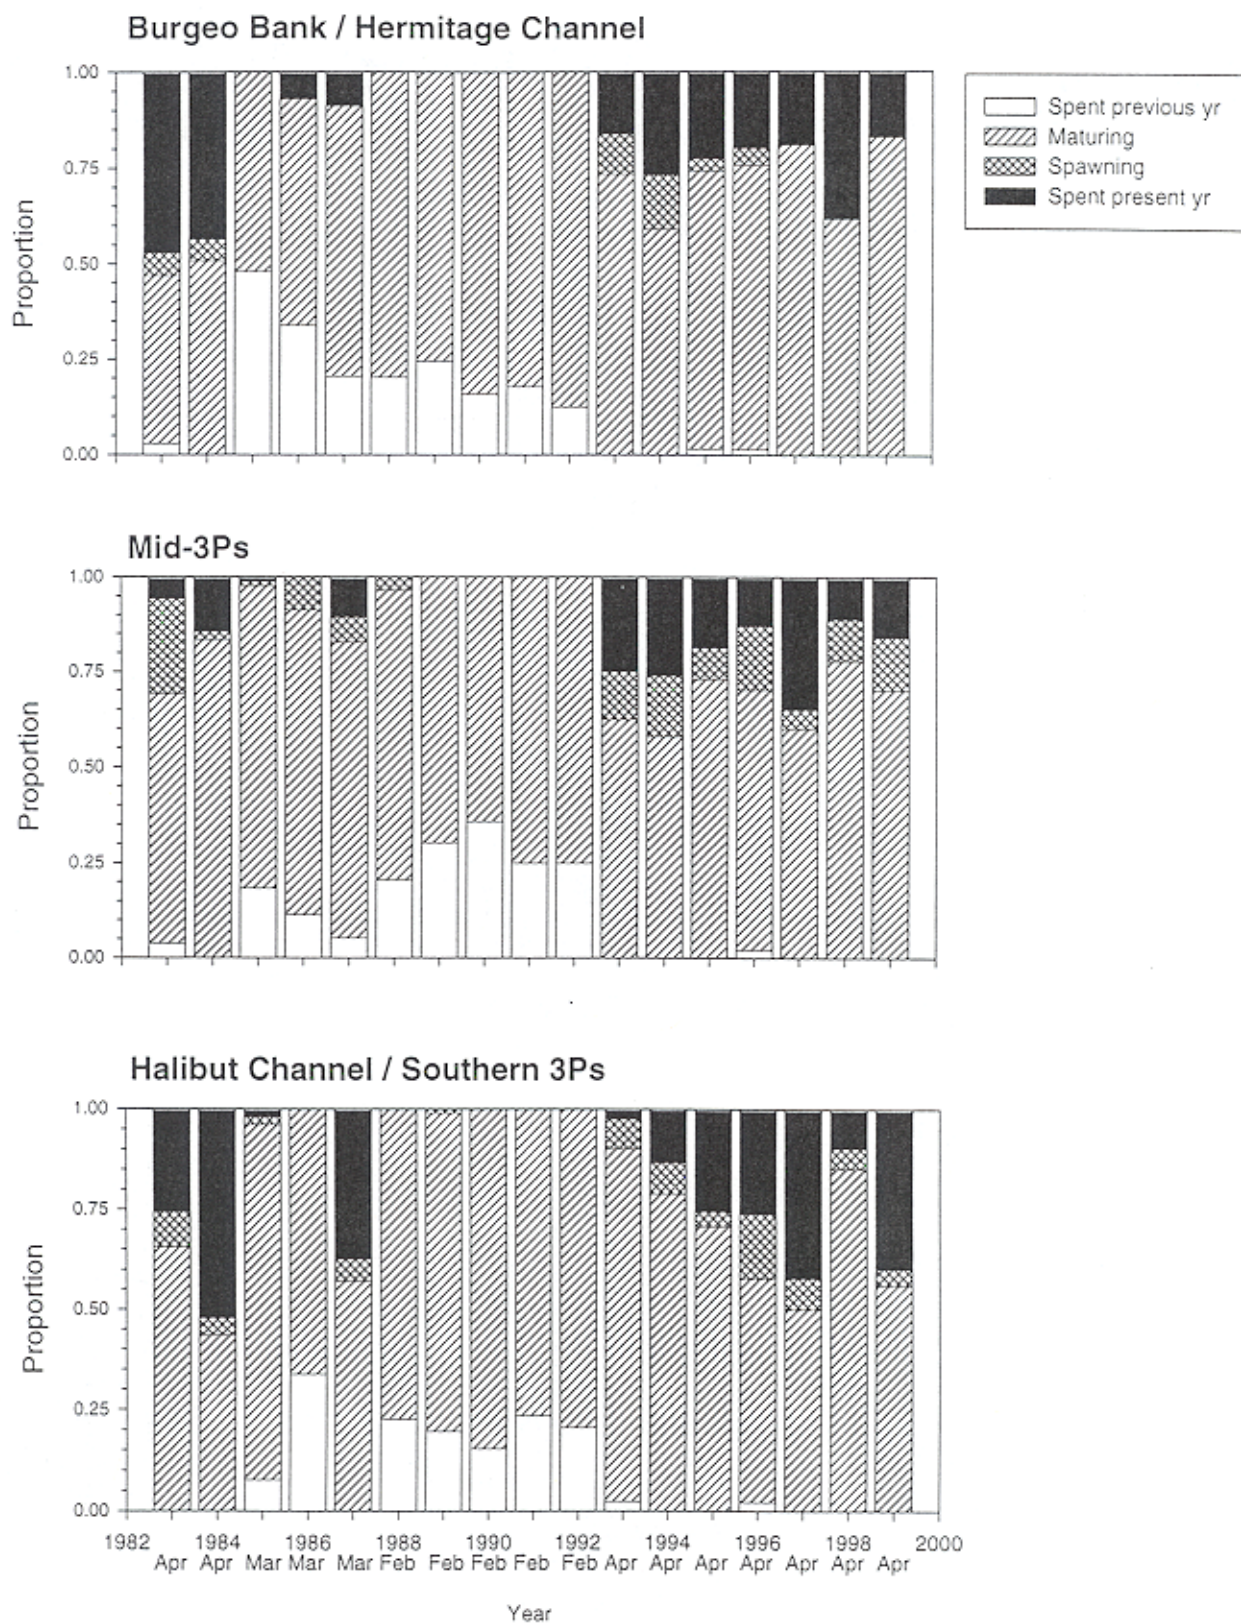 Burgeo Bank / Hermitage Channel
1.00
0.75
0.50
0.25
0.00
Proportion
Spent previous yr
Maturing
Spawning
Spent present yr
Mid-3Ps
1.00
0.75
0.50
0.25
0.00
Proportion
Halibut Channel / Southern 3Ps
1.00
0.75
0.50
0.25
0.00
Proportion
1982 1984 1986 1988 1990 1992 1994 1996 1998 2000
Apr Apr Mar Mar Mar Feb Feb Feb Feb Feb Apr Apr Apr Apr Apr Apr Apr
Year